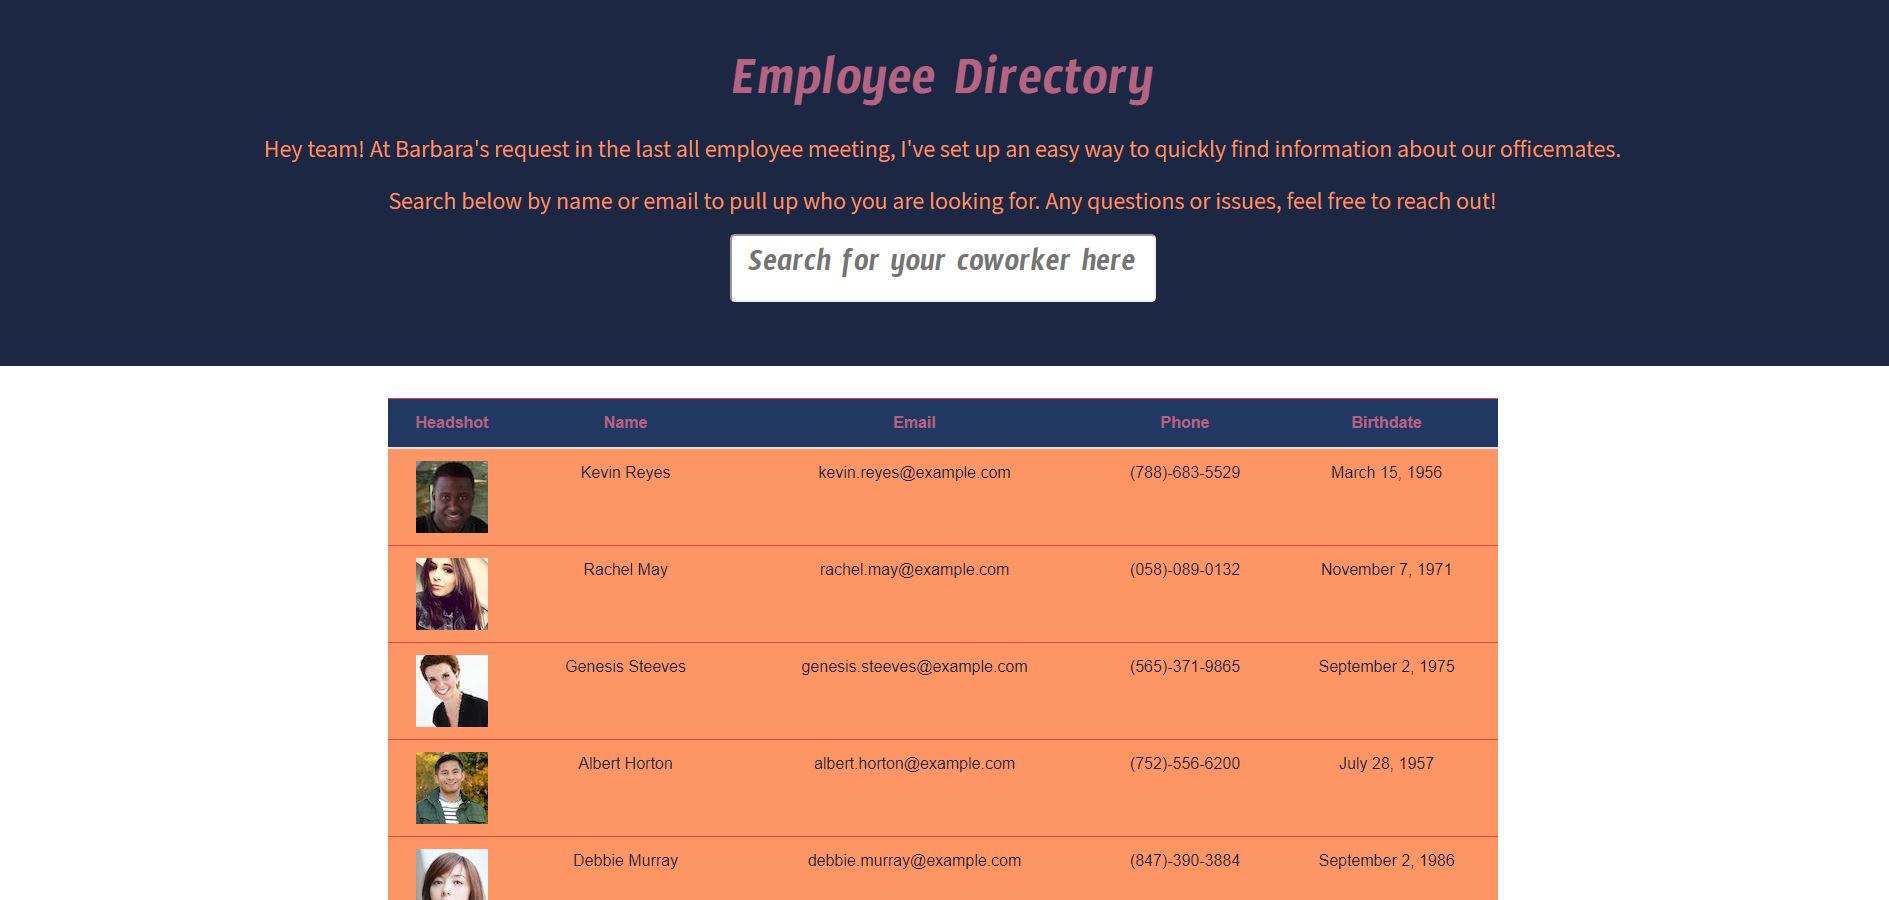 Employee Directory
Hey team! At Barbara's request in the last all employee meeting, I've set up an easy way to quickly find information about our officemates.
Search below by name or email to pull up who you are looking for. Any questions or issues, feel free to reach out!
Search for your coworker here
Headshot Name Email Phone Birthdate
Kevin Reyes kevin.reyes@example.com (788)-683-5529 March 15, 1956
Rachel May rachel.may@example.com (058)-089-0132 November 7, 1971
Genesis Steeves genesis.steeves@example.com (565)-371-9865 September 2, 1975
Albert Horton albert.horton@example.com (752)-556-6200 July 28, 1957
Debbie Murray debbie.murray@example.com (847)-390-3884 September 2, 1986